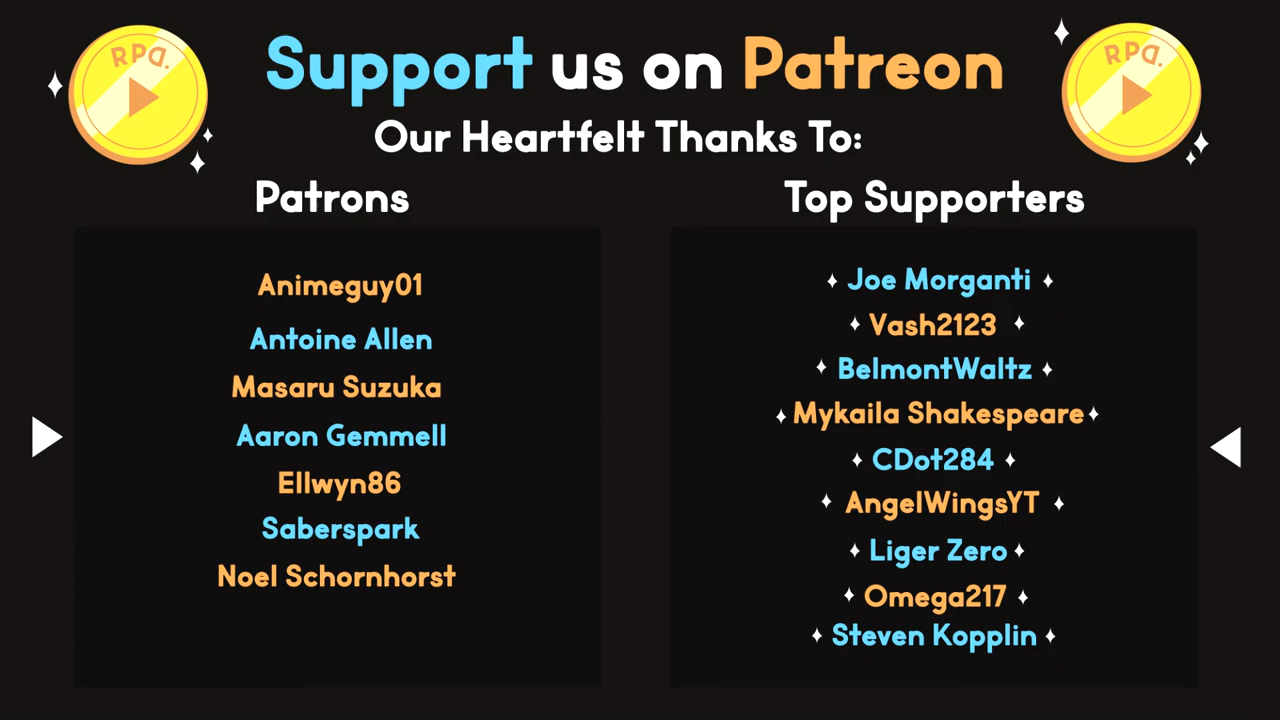 RPA.
RPA.
Support us on Patreon
Our Heartfelt Thanks To:
Patrons
Animeguy01
Antoine Allen
Masaru Suzuka
Aaron Gemmell
Ellwyn86
Saberspark
Noel Schornhorst
Top Supporters
Joe Morganti
Vash2123
BelmontWaltz
Mykaila Shakespeare
CDot284
AngelWingsYT
Liger Zero
Omega217
Steven Kopplin